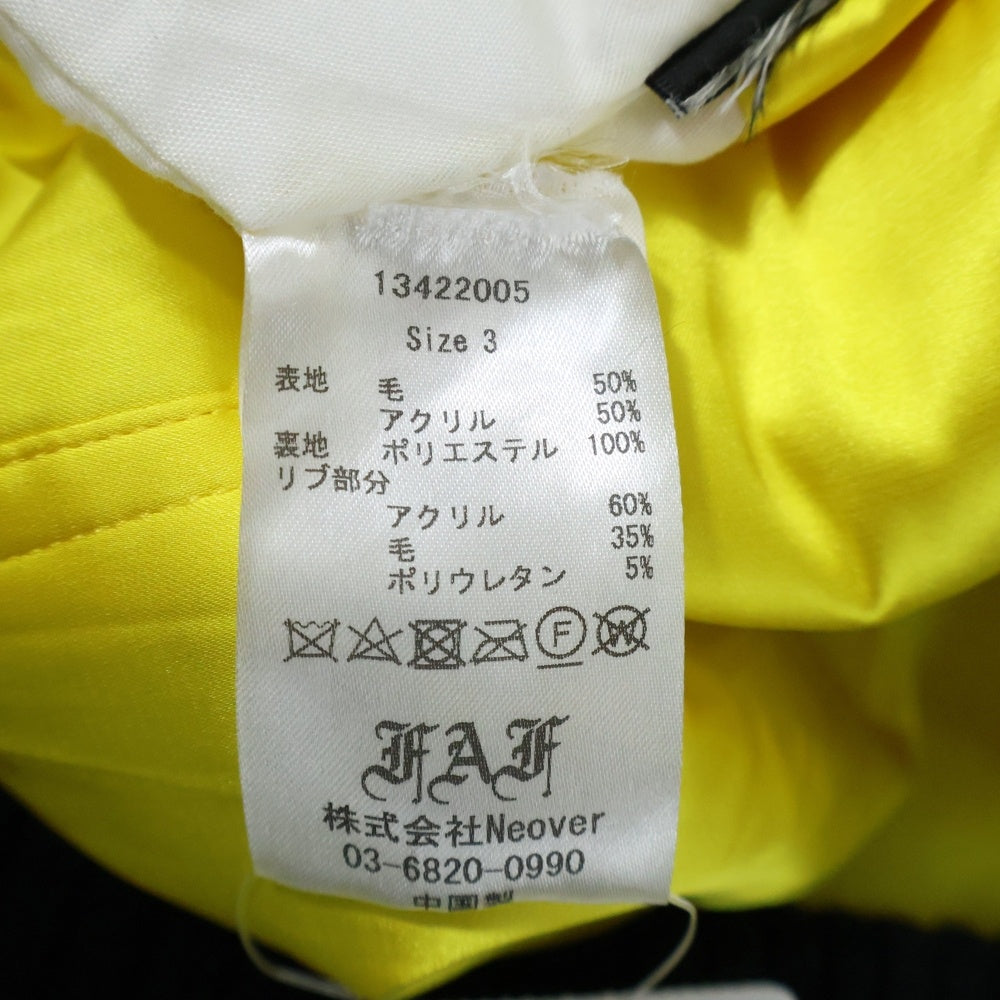 13422005
Size 3
表地 毛 50%
アクリル 50%
裏地 ポリエステル 100%
リブ部分
アクリル 60%
毛 35%
ポリウレタン 5%
F W
FAF
株式会社Neover
03-6820-0990
中国製